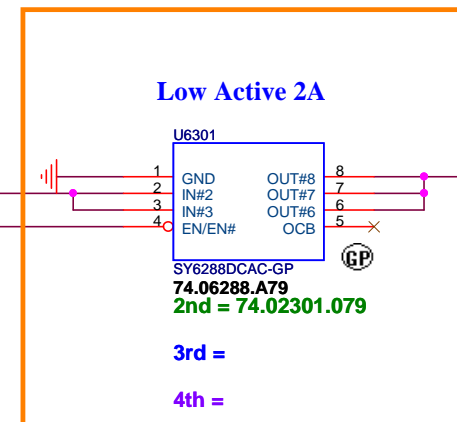 Low Active 2A
U6301
1 GND OUT#8 8
2 IN#2 OUT#7 7
3 IN#3 OUT#6 6
4 EN/EN# OCB 5
GP
SY6288DCAC-GP
74.06288.A79
2nd = 74.02301.079
3rd =
4th =